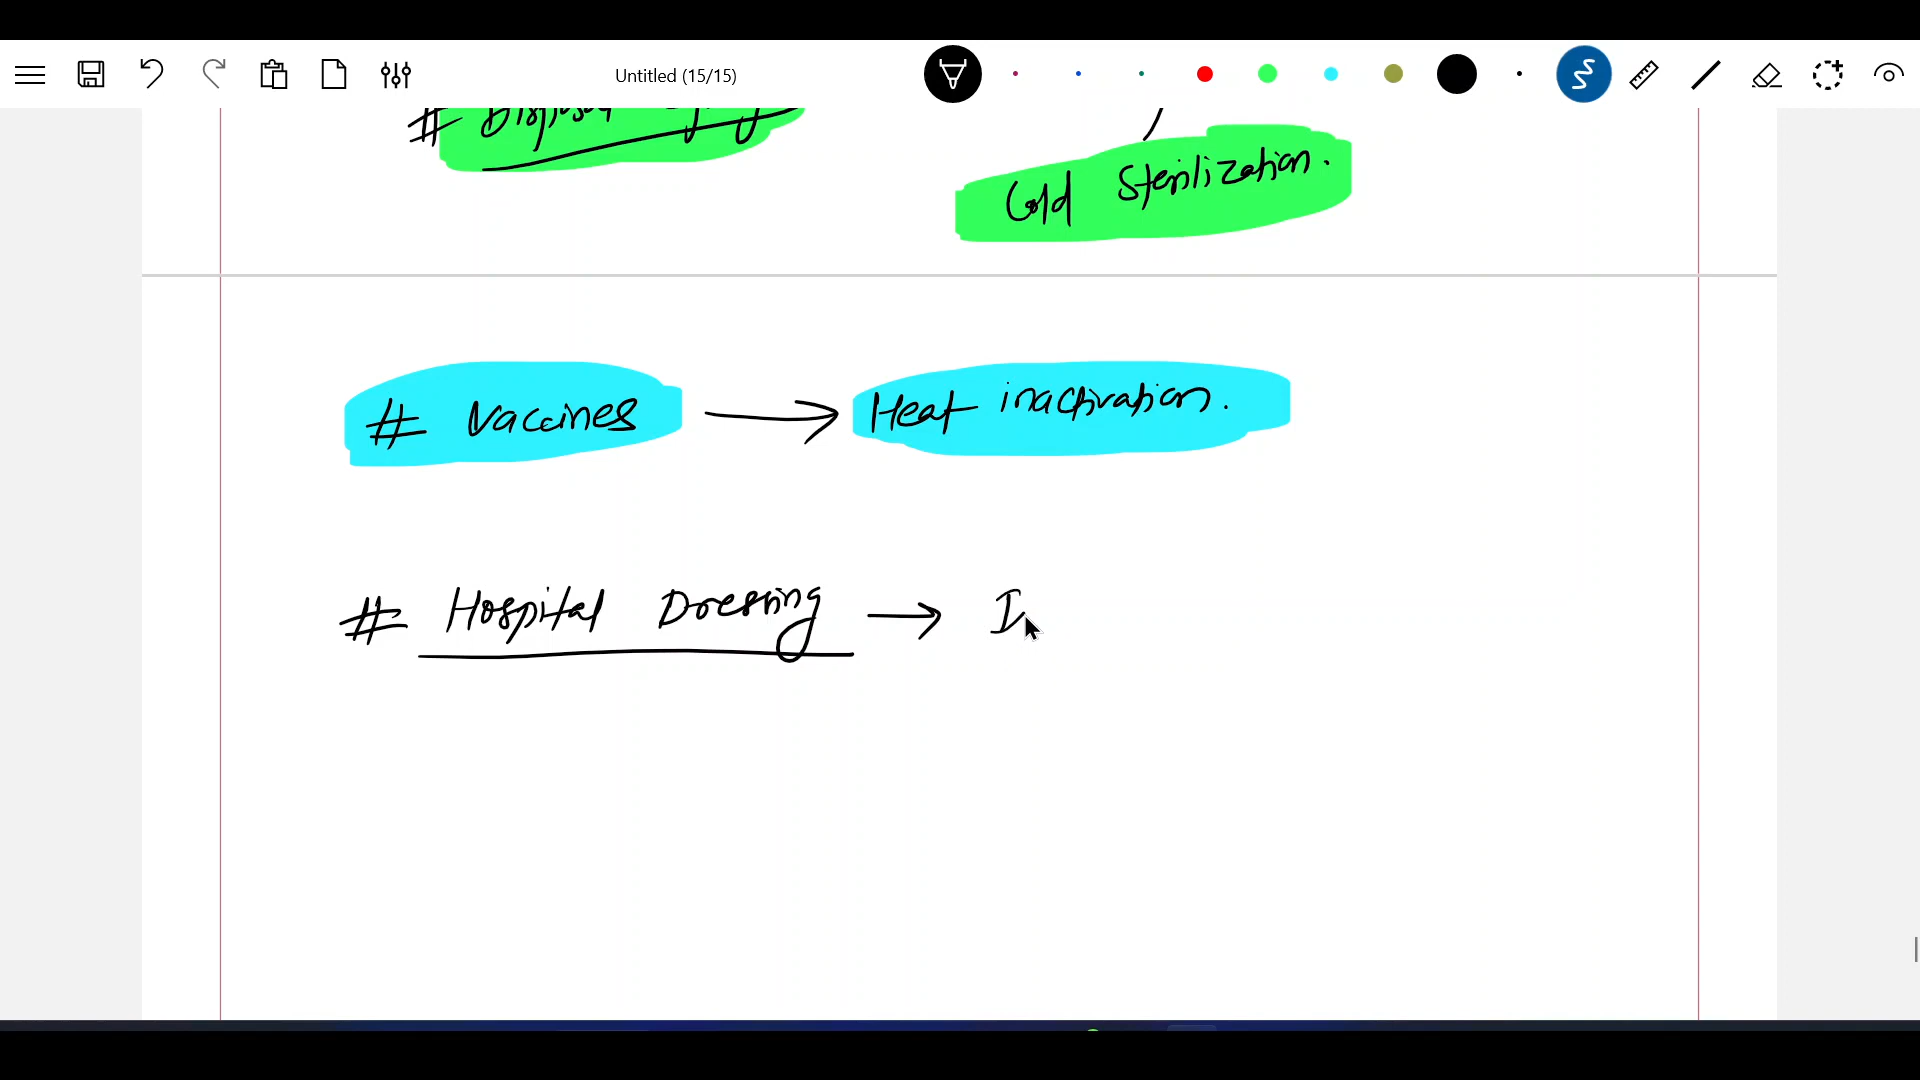 Untitled (15/15)
#
Cold Sterilization.
# Vaccines → Heat inactivation.
# Hospital Dressing → I